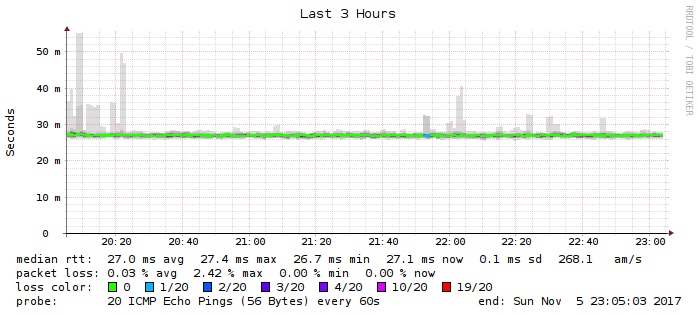 Last 3 Hours
RRDTOOL / TOBI OETIKER
Seconds
50 m
40 m
30 m
20 m
10 m
0
20:20 20:40 21:00 21:20 21:40 22:00 22:20 22:40 23:00
median rtt: 27.0 ms avg 27.4 ms max 26.7 ms min 27.1 ms now 0.1 ms sd 268.1 am/s
packet loss: 0.03 % avg 2.42 % max 0.00 % min 0.00 % now
loss color: 0 1/20 2/20 3/20 4/20 10/20 19/20
probe: 20 ICMP Echo Pings (56 Bytes) every 60s end: Sun Nov 5 23:05:03 2017